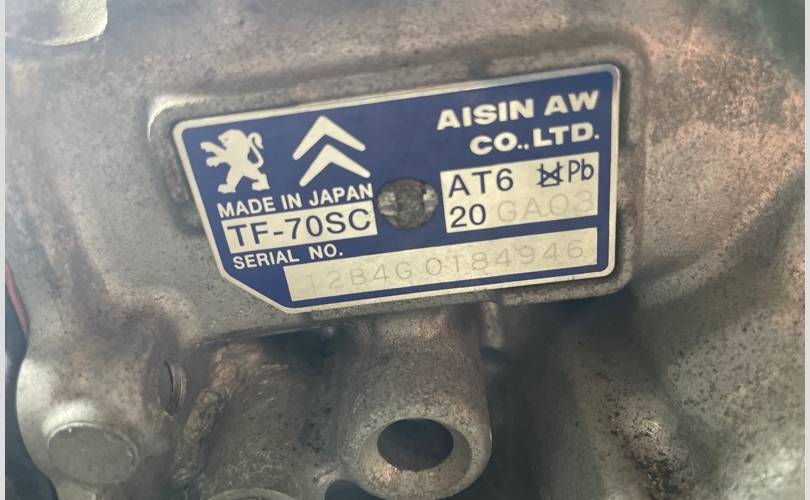 AISIN AW
CO.,LTD.
MADE IN JAPAN
TF-70SC
AT6 Pb
20 GA03
SERIAL NO.
12B4G0184946